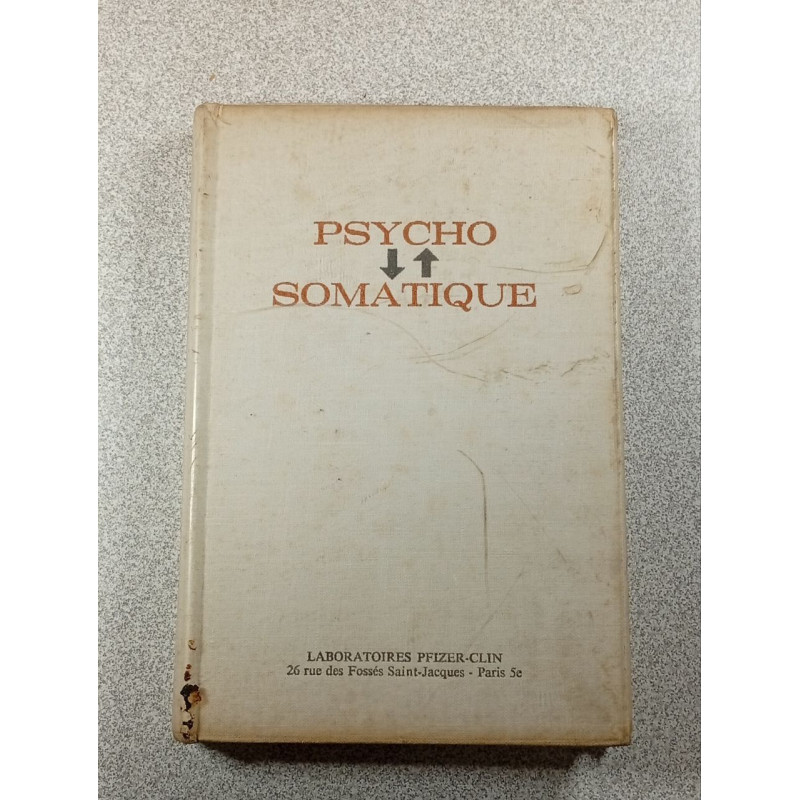 PSYCHO
SOMATIQUE
LABORATOIRES PFIZER-CLIN
26 rue des Fossés Saint-Jacques - Paris 5e